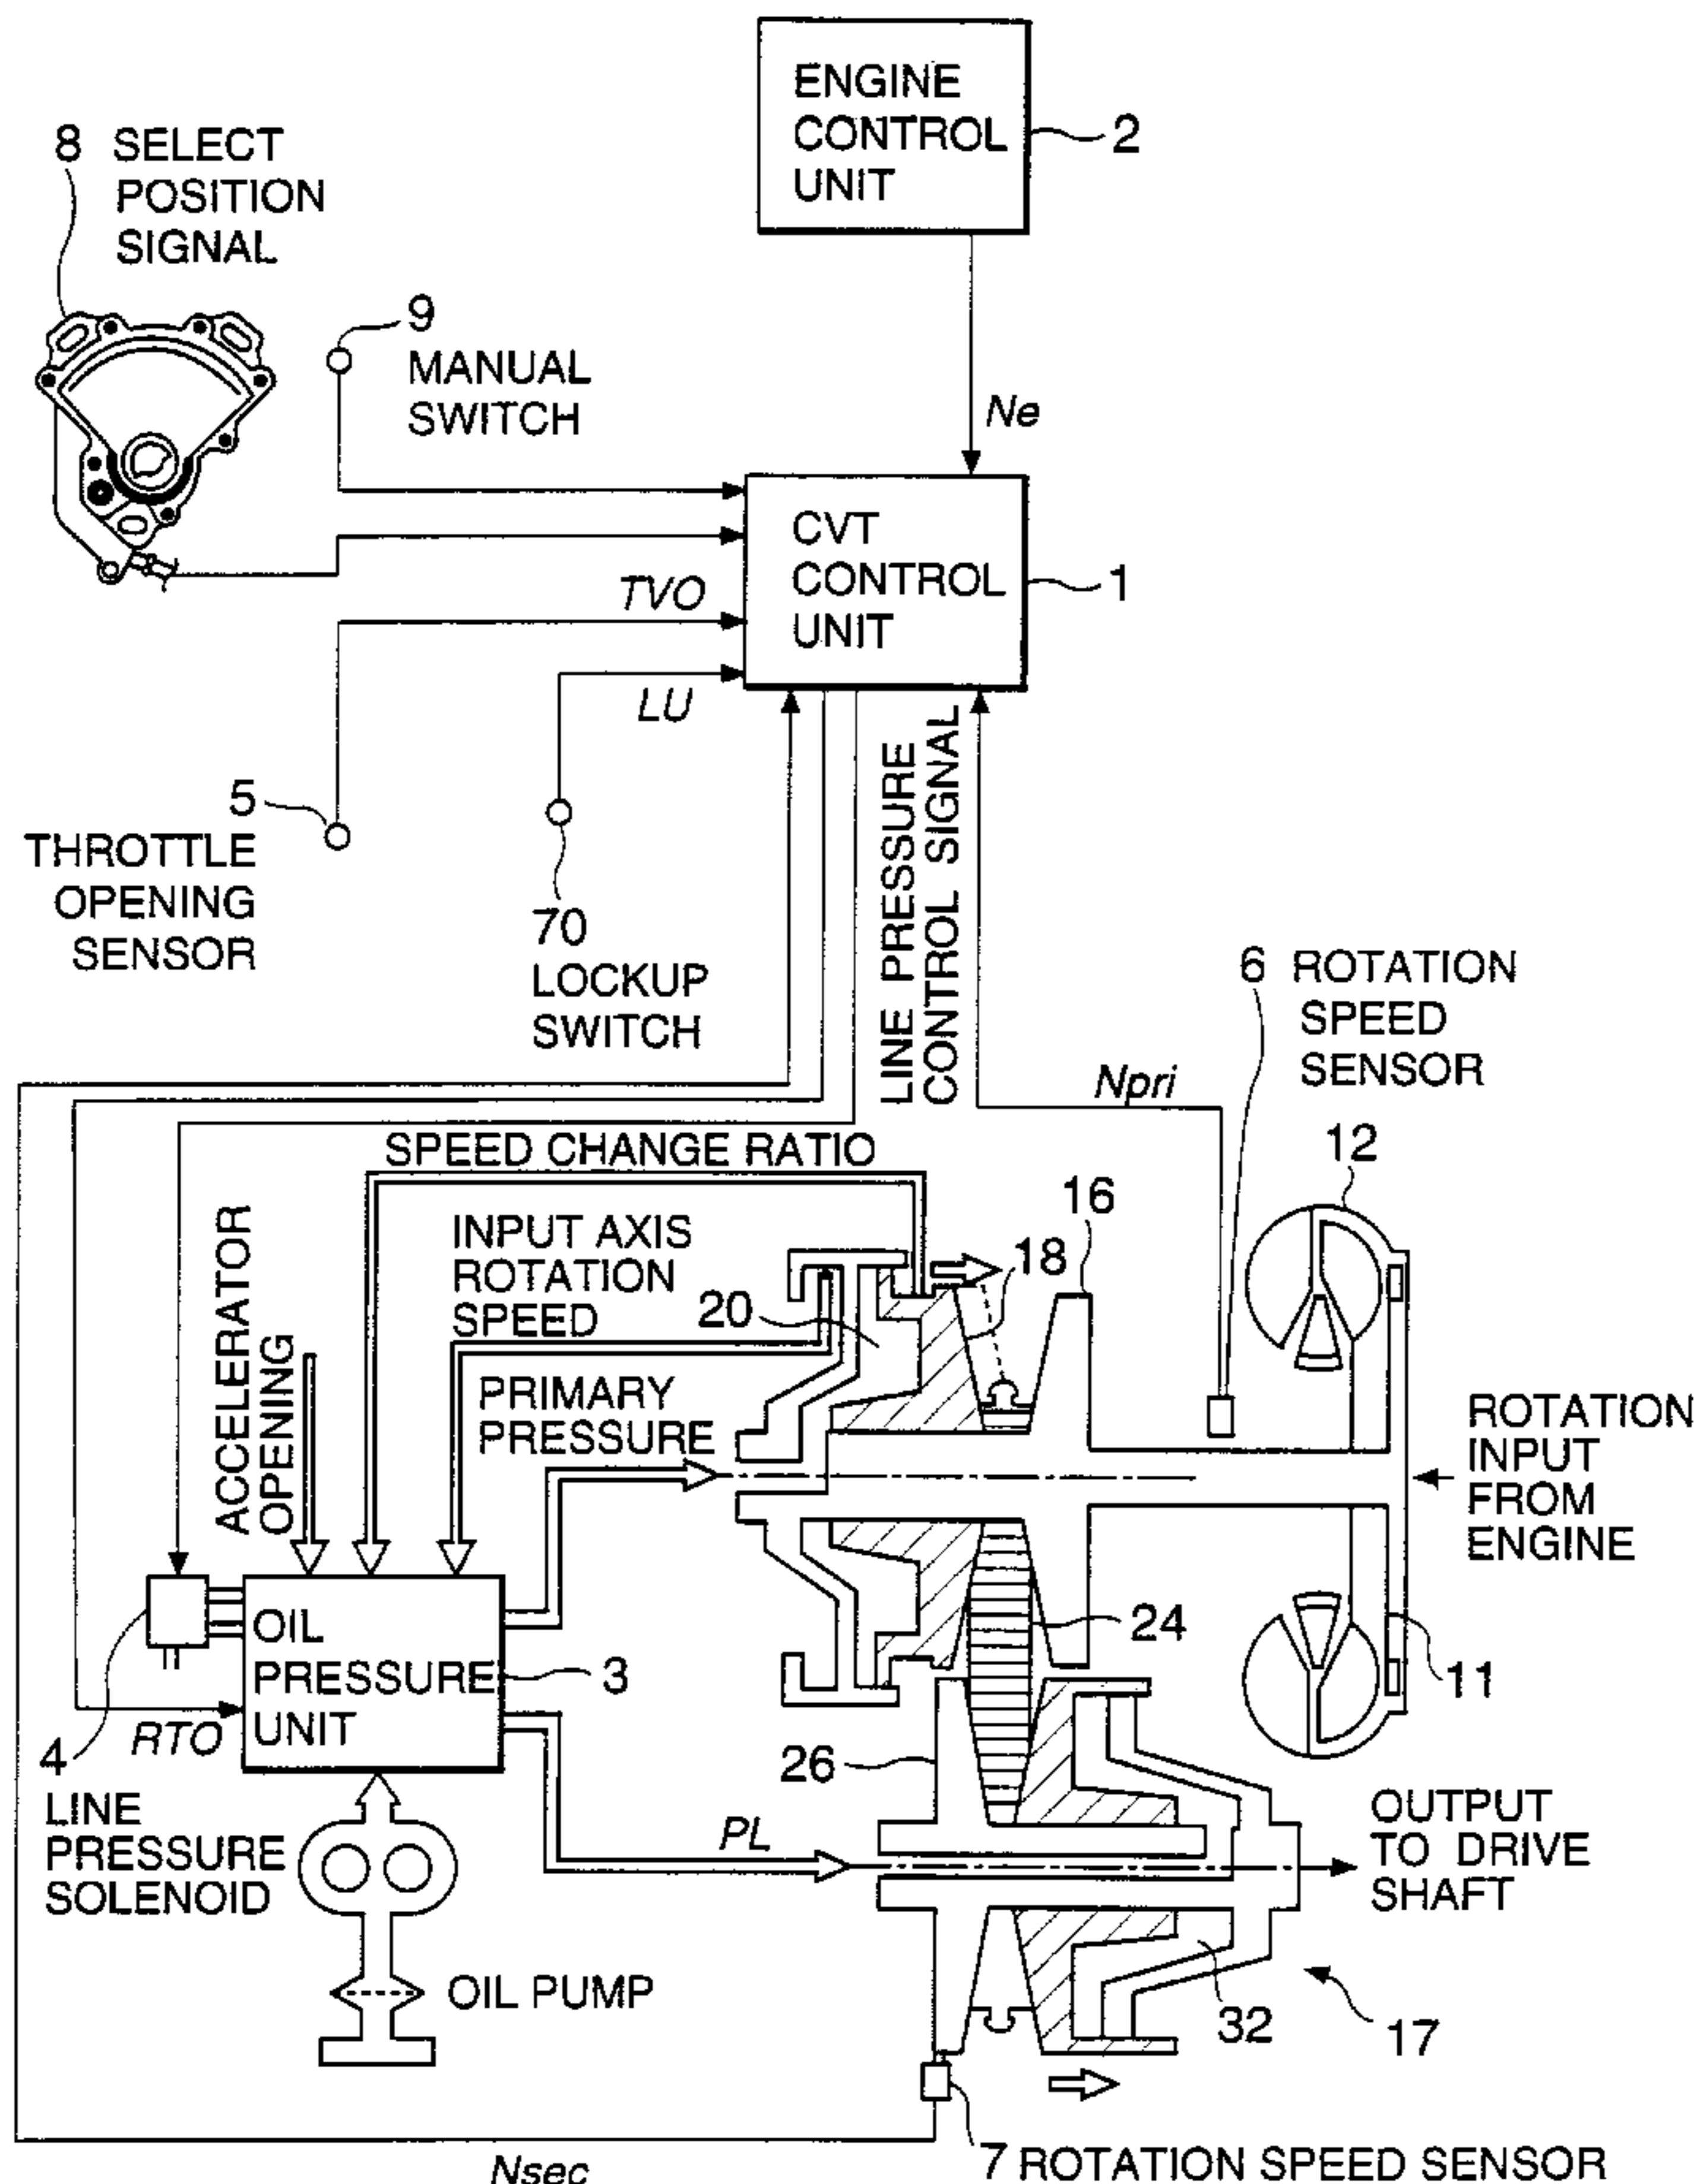 ENGINE
CONTROL
UNIT
2
8 SELECT
POSITION
SIGNAL
9
MANUAL
SWITCH
Ne
CVT
CONTROL
UNIT
1
TVO
LU
5
THROTTLE
OPENING
SENSOR
70
LOCKUP
SWITCH
LINE PRESSURE
CONTROL SIGNAL
6 ROTATION
SPEED
SENSOR
Npri
12
SPEED CHANGE RATIO
16
18
INPUT AXIS
ROTATION
SPEED
20
ACCELERATOR
OPENING
PRIMARY
PRESSURE
ROTATION
INPUT
FROM
ENGINE
24
11
OIL
PRESSURE
UNIT
3
4
RTO
LINE
PRESSURE
SOLENOID
26
PL
OUTPUT
TO DRIVE
SHAFT
OIL PUMP
32
17
7 ROTATION SPEED SENSOR
Nsec